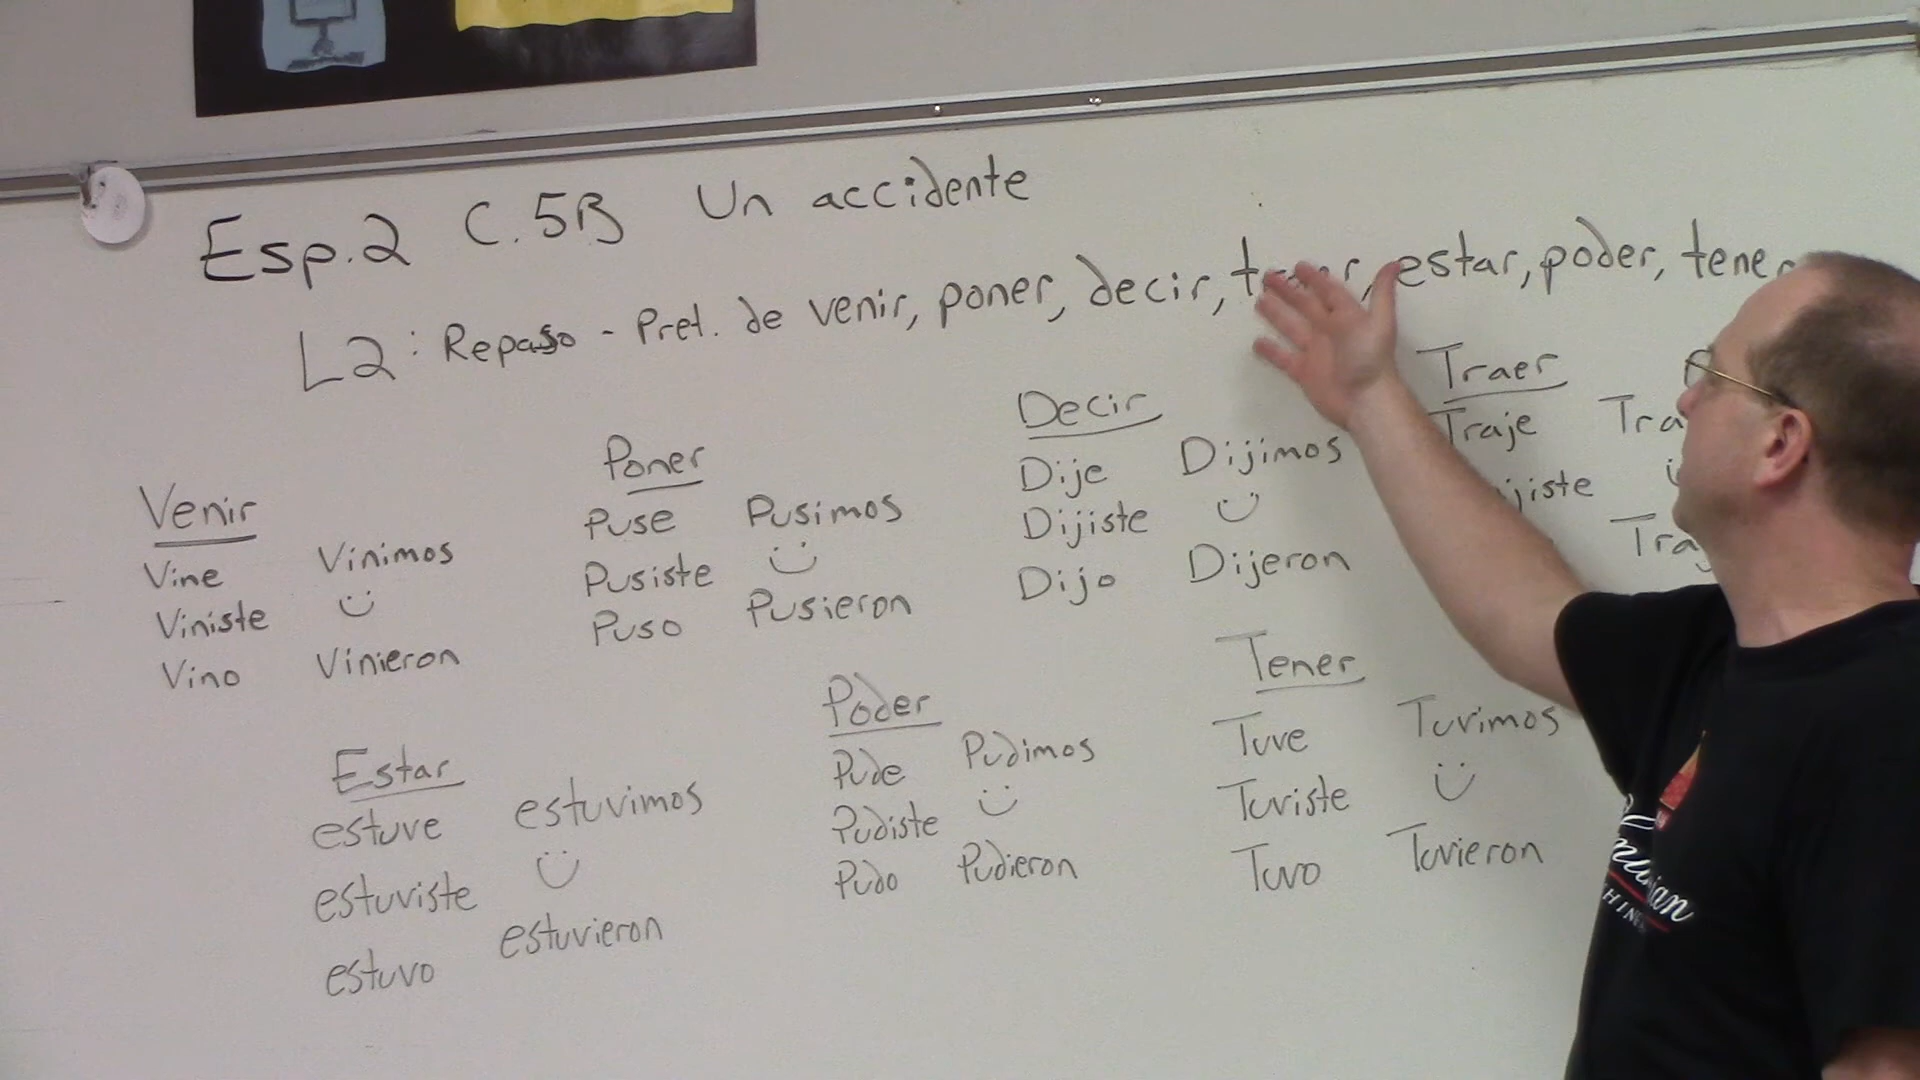 Esp.2 C.5B Un accidente
L2: Repaso - Pret. de venir, poner, decir, estar, poder, tener
Venir
Vine Vinimos
Viniste
Vino Vinieron
Poner
Puse Pusimos
Pusiste
Puso Pusieron
Decir
Dije Dijimos
Dijiste
Dijo Dijeron
Traer
Traje
Estar
estuve estuvimos
estuviste
estuvo estuvieron
Poder
Pude Pudimos
Pudiste
Pudo Pudieron
Tener
Tuve Tuvimos
Tuviste
Tuvo Tuvieron